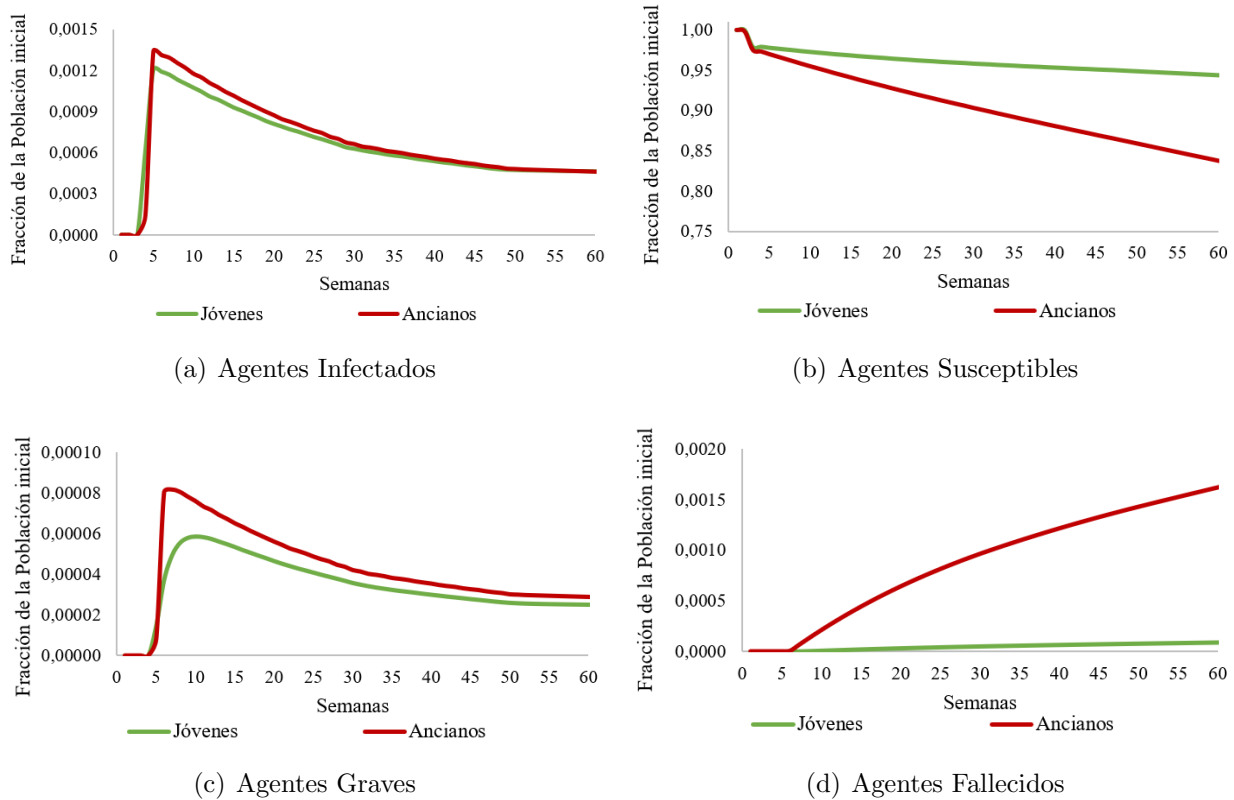 Fracción de la Población inicial
0,0015
0,0012
0,0009
0,0006
0,0003
0,0000
0 5 10 15 20 25 30 35 40 45 50 55 60
Semanas
Jóvenes Ancianos
(a) Agentes Infectados
Fracción de la Población inicial
1,00
0,95
0,90
0,85
0,80
0,75
0 5 10 15 20 25 30 35 40 45 50 55 60
Semanas
Jóvenes Ancianos
(b) Agentes Susceptibles
Fracción de la Población inicial
0,00010
0,00008
0,00006
0,00004
0,00002
0,00000
0 5 10 15 20 25 30 35 40 45 50 55 60
Semanas
Jóvenes Ancianos
(c) Agentes Graves
Fracción de la Población inicial
0,0020
0,0015
0,0010
0,0005
0,0000
0 5 10 15 20 25 30 35 40 45 50 55 60
Semanas
Jóvenes Ancianos
(d) Agentes Fallecidos